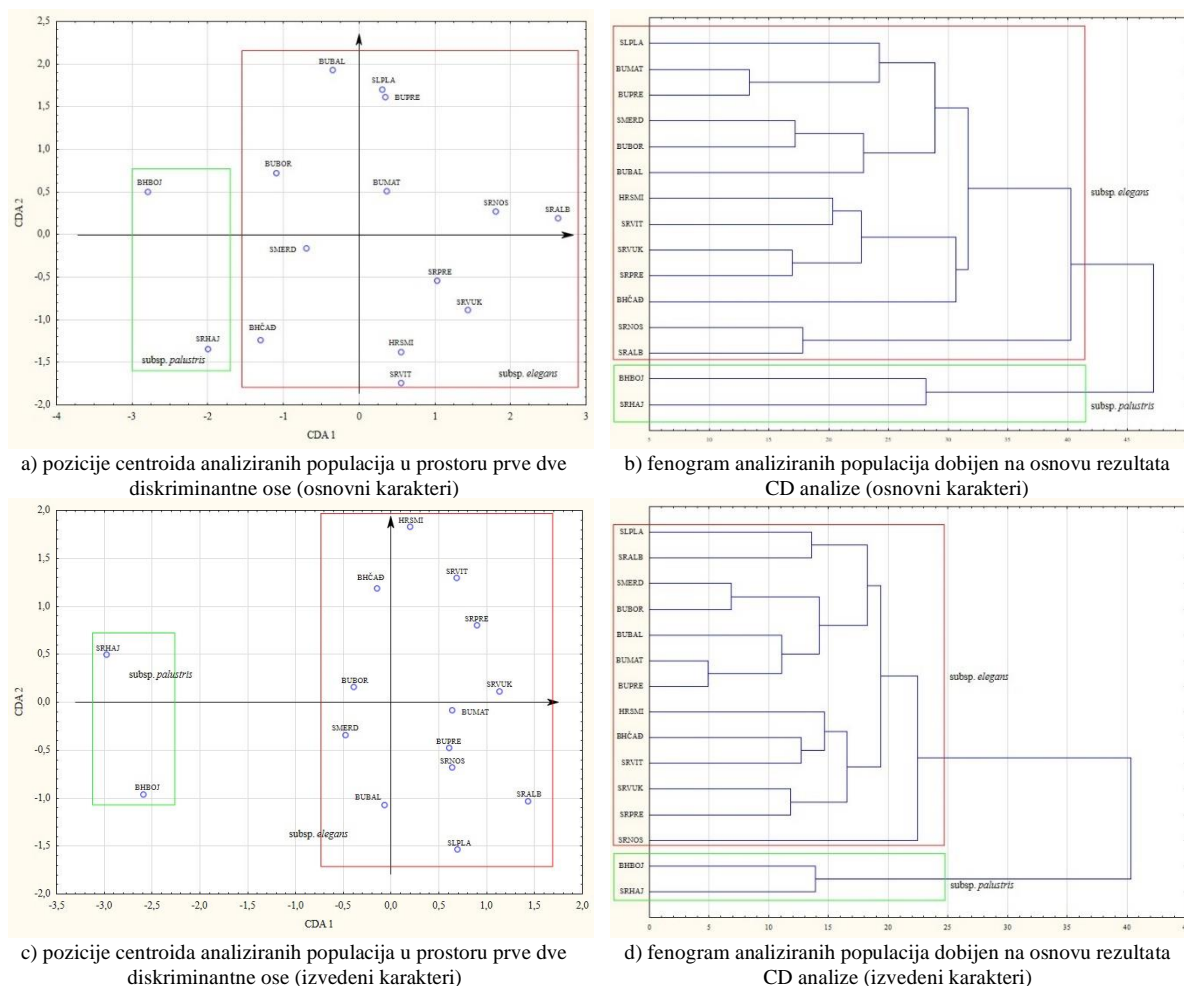 2,5
2,0
1,5
1,0
0,5
0,0
-0,5
-1,0
-1,5
-2,0
CDA 2
BUBAL
SLPLA
BUPRE
BUBOR
BHBOJ
BUMAT
SRNOS
SRALB
SMERD
SRPRE
SRVUK
BHČAĐ
SRHAJ
HRSMI
subsp. palustris
SRVIT
subsp. elegans
-4 -3 -2 -1 0 1 2 3
CDA 1
SLPLA
BUMAT
BUPRE
SMERD
BUBOR
BUBAL
HRSMI
subsp. elegans
SRVIT
SRVUK
SRPRE
BHČAĐ
SRNOS
SRALB
BHBOJ
SRHAJ
subsp. palustris
5 10 15 20 25 30 35 40 45
a) pozicije centroida analiziranih populacija u prostoru prve dve
diskriminantne ose (osnovni karakteri)
b) fenogram analiziranih populacija dobijen na osnovu rezultata
CD analize (osnovni karakteri)
2,0
1,5
1,0
0,5
0,0
-0,5
-1,0
-1,5
-2,0
CDA 2
HRSMI
BHČAĐ
SRVIT
SRPRE
SRHAJ
subsp. palustris
BUBOR
SRVUK
BUMAT
SMERD
BUPRE
SRNOS
BHBOJ
BUBAL
SRALB
subsp. elegans
SLPLA
-3,5 -3,0 -2,5 -2,0 -1,5 -1,0 -0,5 0,0 0,5 1,0 1,5 2,0
CDA 1
SLPLA
SRALB
SMERD
BUBOR
BUBAL
BUMAT
subsp. elegans
BUPRE
HRSMI
BHČAĐ
SRVIT
SRVUK
SRPRE
SRNOS
BHBOJ
subsp. palustris
SRHAJ
0 5 10 15 20 25 30 35 40
c) pozicije centroida analiziranih populacija u prostoru prve dve
diskriminantne ose (izvedeni karakteri)
d) fenogram analiziranih populacija dobijen na osnovu rezultata
CD analize (izvedeni karakteri)